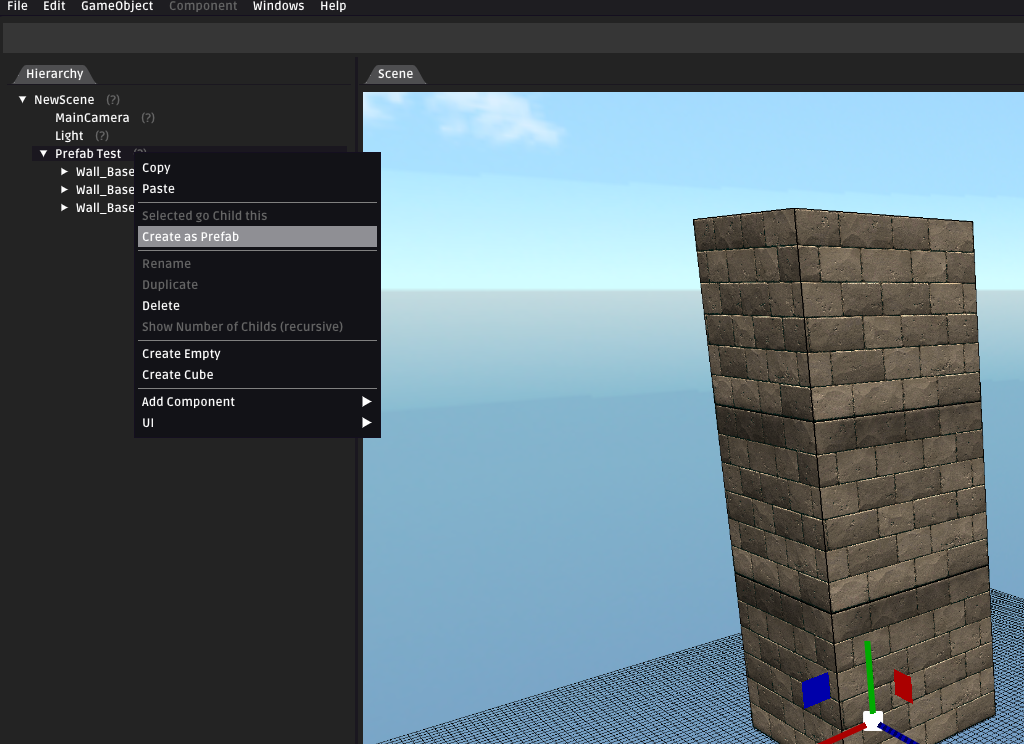 File Edit GameObject Component Windows Help
Hierarchy
Scene
NewScene (?)
MainCamera (?)
Light (?)
Prefab Test (?)
Wall_Base
Wall_Base
Wall_Base
Copy
Paste
Selected go Child this
Create as Prefab
Rename
Duplicate
Delete
Show Number of Childs (recursive)
Create Empty
Create Cube
Add Component
UI